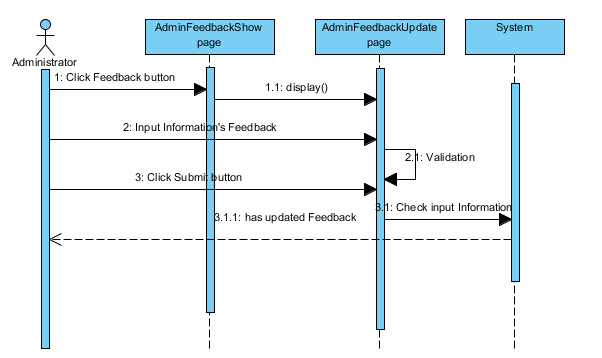 AdminFeedbackShow
page
AdminFeedbackUpdate
page
System
Administrator
1: Click Feedback button
1.1: display()
2: Input Information's Feedback
2.1: Validation
3: Click Submit button
3.1: Check input Information
3.1.1: has updated Feedback